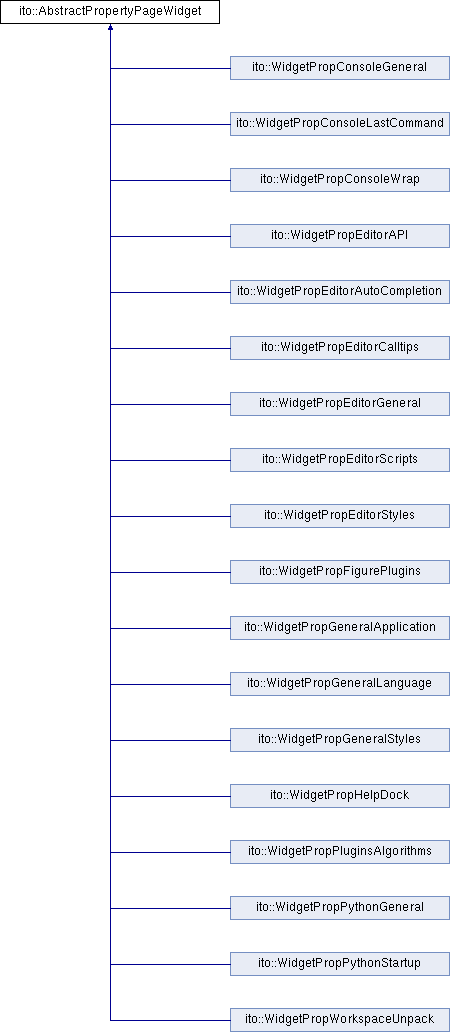 ito::AbstractPropertyPageWidget
ito::WidgetPropConsoleGeneral
ito::WidgetPropConsoleLastCommand
ito::WidgetPropConsoleWrap
ito::WidgetPropEditorAPI
ito::WidgetPropEditorAutoCompletion
ito::WidgetPropEditorCalltips
ito::WidgetPropEditorGeneral
ito::WidgetPropEditorScripts
ito::WidgetPropEditorStyles
ito::WidgetPropFigurePlugins
ito::WidgetPropGeneralApplication
ito::WidgetPropGeneralLanguage
ito::WidgetPropGeneralStyles
ito::WidgetPropHelpDock
ito::WidgetPropPluginsAlgorithms
ito::WidgetPropPythonGeneral
ito::WidgetPropPythonStartup
ito::WidgetPropWorkspaceUnpack